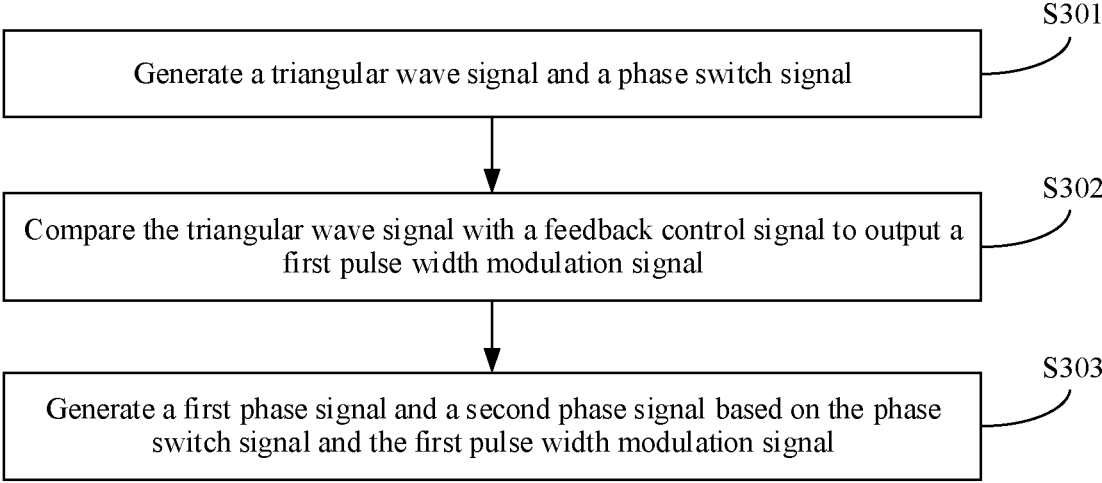 S301
Generate a triangular wave signal and a phase switch signal
S302
Compare the triangular wave signal with a feedback control signal to output a
first pulse width modulation signal
S303
Generate a first phase signal and a second phase signal based on the phase
switch signal and the first pulse width modulation signal